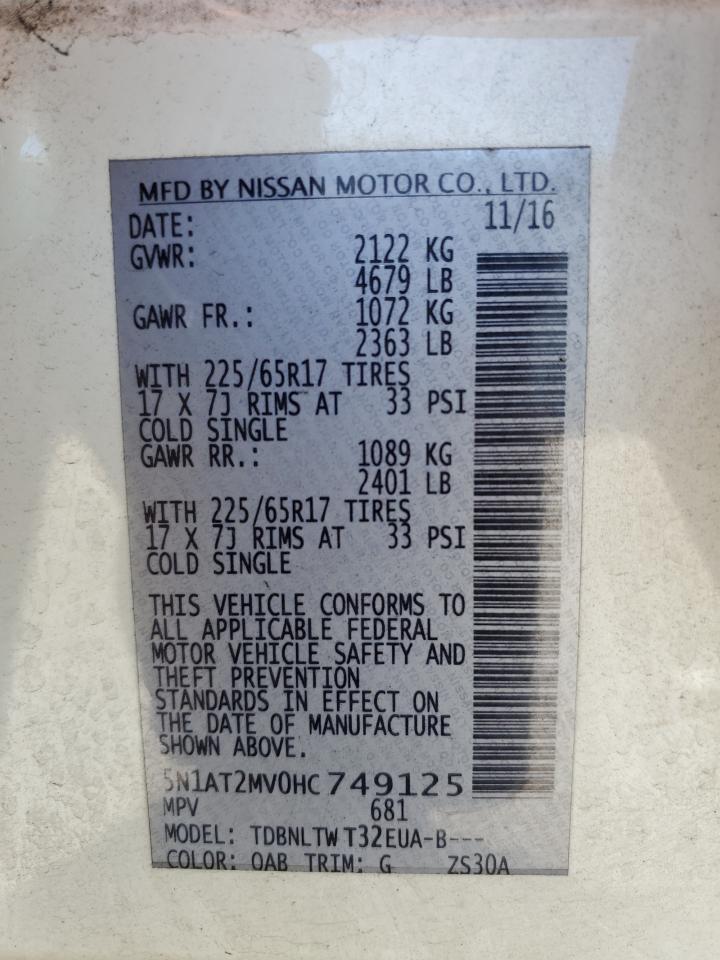 MFD BY NISSAN MOTOR CO., LTD.
DATE: 11/16
GVWR: 2122 KG
4679 LB
GAWR FR.: 1072 KG
2363 LB
WITH 225/65R17 TIRES
17 X 7J RIMS AT 33 PSI
COLD SINGLE
GAWR RR.: 1089 KG
2401 LB
WITH 225/65R17 TIRES
17 X 7J RIMS AT 33 PSI
COLD SINGLE
THIS VEHICLE CONFORMS TO
ALL APPLICABLE FEDERAL
MOTOR VEHICLE SAFETY AND
THEFT PREVENTION
STANDARDS IN EFFECT ON
THE DATE OF MANUFACTURE
SHOWN ABOVE.
5N1AT2MV0HC749125
MPV 681
MODEL: TDBNLTWT32EUA-B---
COLOR: QAB TRIM: G ZS30A